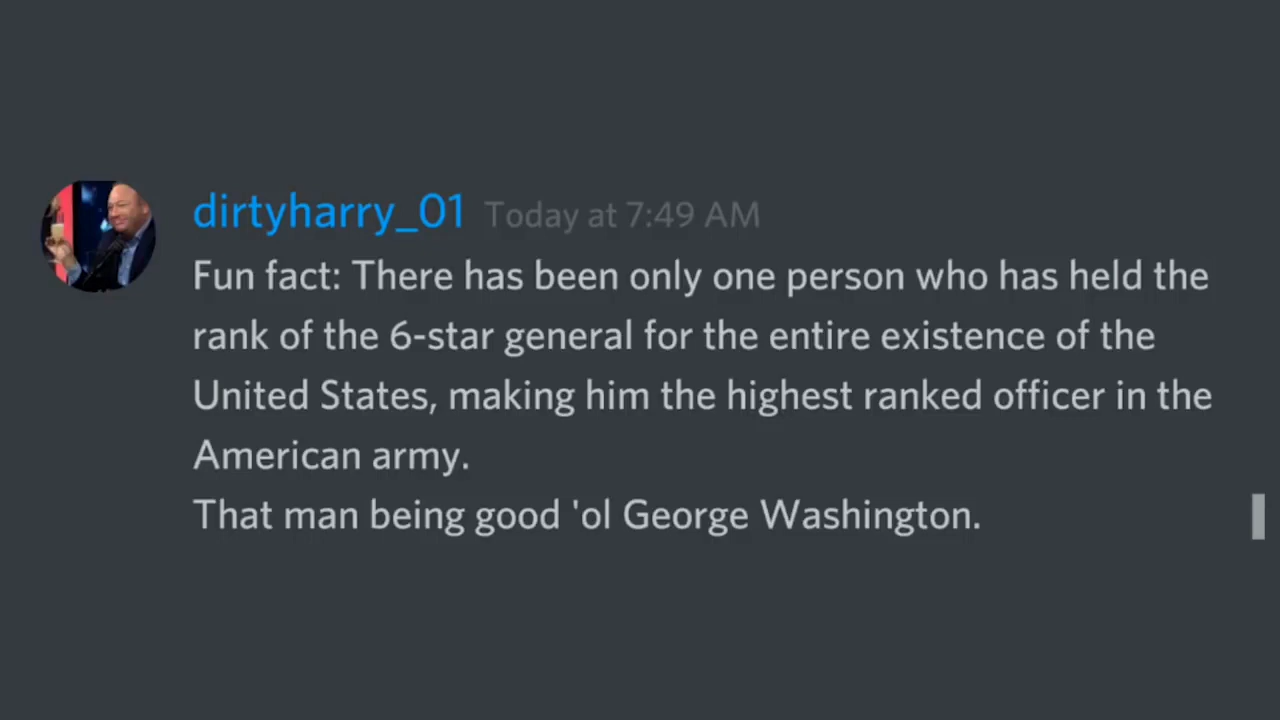 dirtyharry_01 Today at 7:49 AM
Fun fact: There has been only one person who has held the
rank of the 6-star general for the entire existence of the
United States, making him the highest ranked officer in the
American army.
That man being good 'ol George Washington.